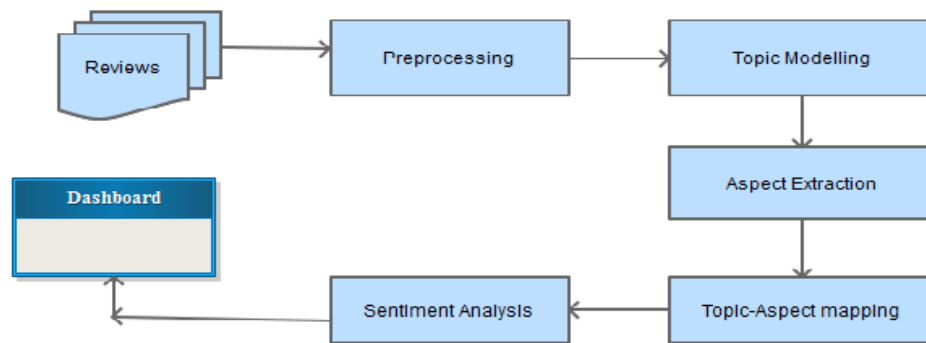 Reviews
Preprocessing
Topic Modelling
Aspect Extraction
Topic-Aspect mapping
Sentiment Analysis
Dashboard